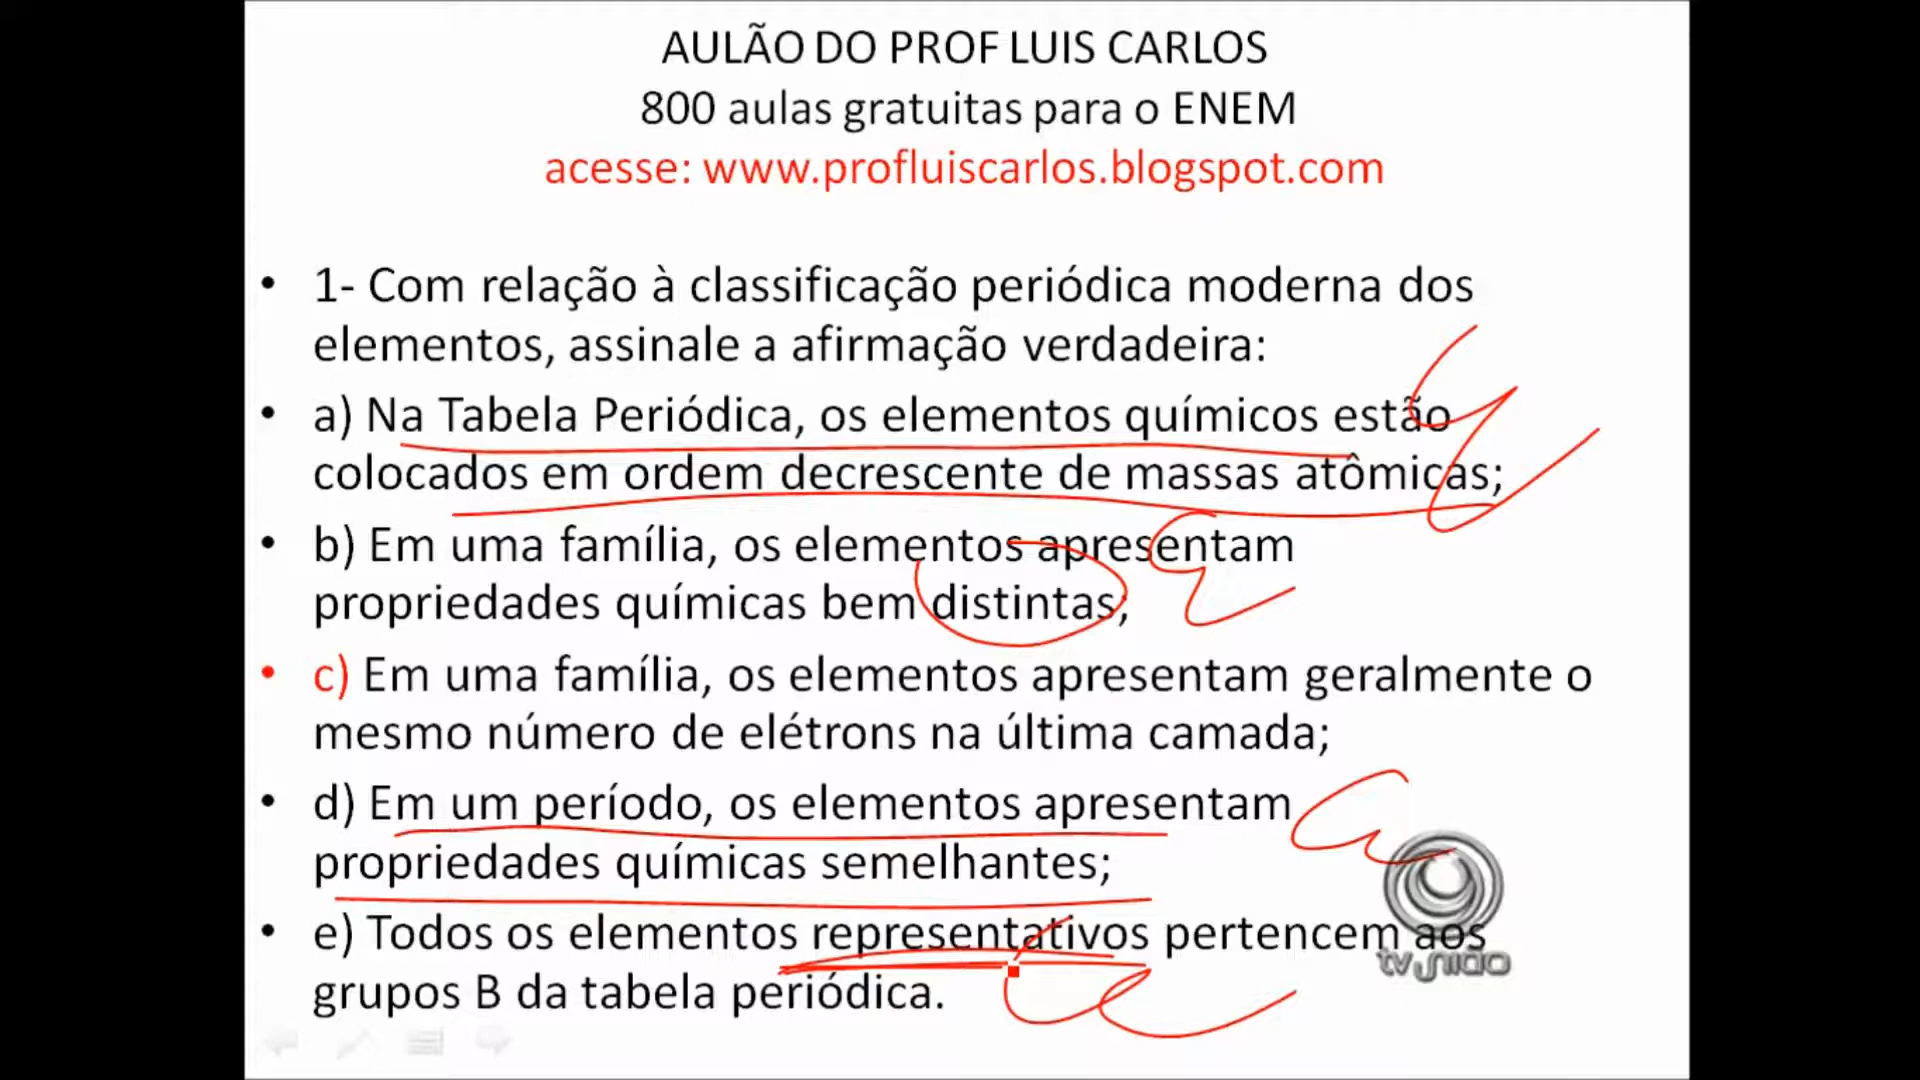 AULÃO DO PROF LUIS CARLOS
800 aulas gratuitas para o ENEM
acesse: www.profluiscarlos.blogspot.com
• 1- Com relação à classificação periódica moderna dos
elementos, assinale a afirmação verdadeira:
• a) Na Tabela Periódica, os elementos químicos estão
colocados em ordem decrescente de massas atômicas;
• b) Em uma família, os elementos apresentam
propriedades químicas bem distintas;
• c) Em uma família, os elementos apresentam geralmente o
mesmo número de elétrons na última camada;
• d) Em um período, os elementos apresentam
propriedades químicas semelhantes;
• e) Todos os elementos representativos pertencem aos
grupos B da tabela periódica.
tv união